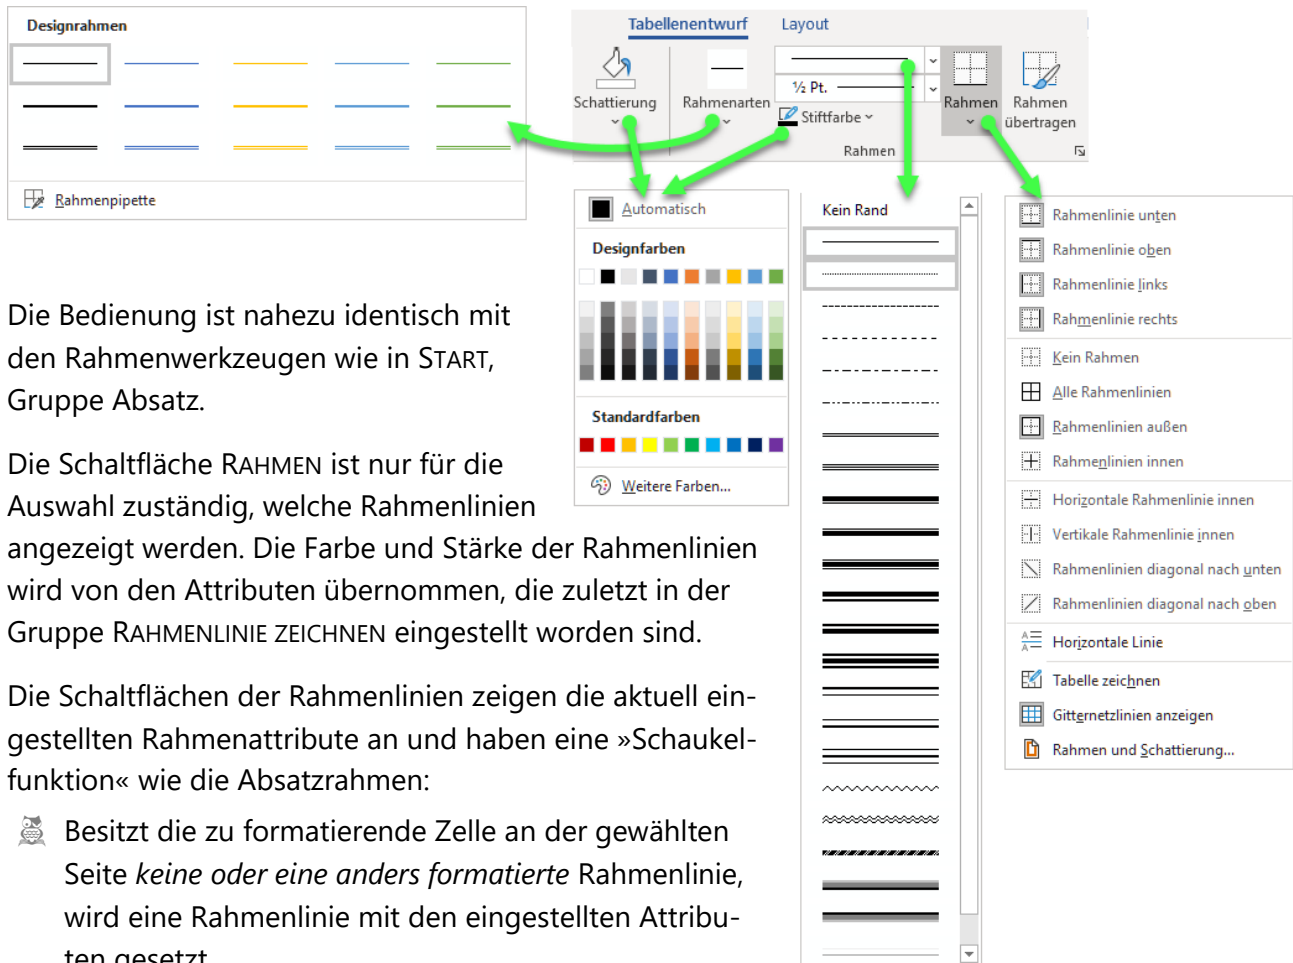 Designrahmen
Rahmenpipette
Tabellenentwurf Layout
Schattierung
Rahmenarten
½ Pt.
Stiftfarbe
Rahmen
Rahmen übertragen
Rahmen
Automatisch
Designfarben
Standardfarben
Weitere Farben...
Kein Rand
Rahmenlinie unten
Rahmenlinie oben
Rahmenlinie links
Rahmenlinie rechts
Kein Rahmen
Alle Rahmenlinien
Rahmenlinien außen
Rahmenlinien innen
Horizontale Rahmenlinie innen
Vertikale Rahmenlinie innen
Rahmenlinien diagonal nach unten
Rahmenlinien diagonal nach oben
Horizontale Linie
Tabelle zeichnen
Gitternetzlinien anzeigen
Rahmen und Schattierung...
Die Bedienung ist nahezu identisch mit
den Rahmenwerkzeugen wie in START,
Gruppe Absatz.
Die Schaltfläche RAHMEN ist nur für die
Auswahl zuständig, welche Rahmenlinien
angezeigt werden. Die Farbe und Stärke der Rahmenlinien
wird von den Attributen übernommen, die zuletzt in der
Gruppe RAHMENLINIE ZEICHNEN eingestellt worden sind.
Die Schaltflächen der Rahmenlinien zeigen die aktuell ein-
gestellten Rahmenattribute an und haben eine »Schaukel-
funktion« wie die Absatzrahmen:
Besitzt die zu formatierende Zelle an der gewählten
Seite keine oder eine anders formatierte Rahmenlinie,
wird eine Rahmenlinie mit den eingestellten Attribu-
ten gesetzt